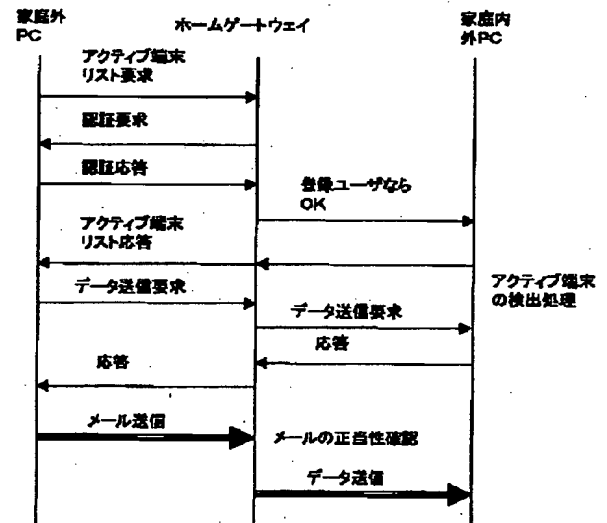 家庭外
PC
ホームゲートウェイ
家庭内
外PC
アクティブ端末
リスト要求
認証要求
認証応答
登録ユーザなら
OK
アクティブ端末
リスト応答
アクティブ端末
の検出処理
データ送信要求
データ送信要求
応答
応答
メール送信
メールの正当性確認
データ送信